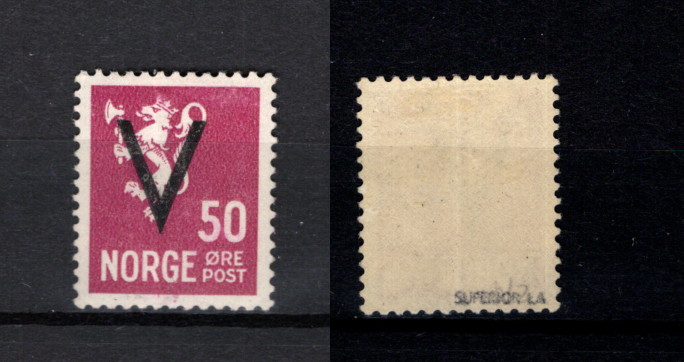 V
50
NORGE ØRE
POST
SUPERIOR LA